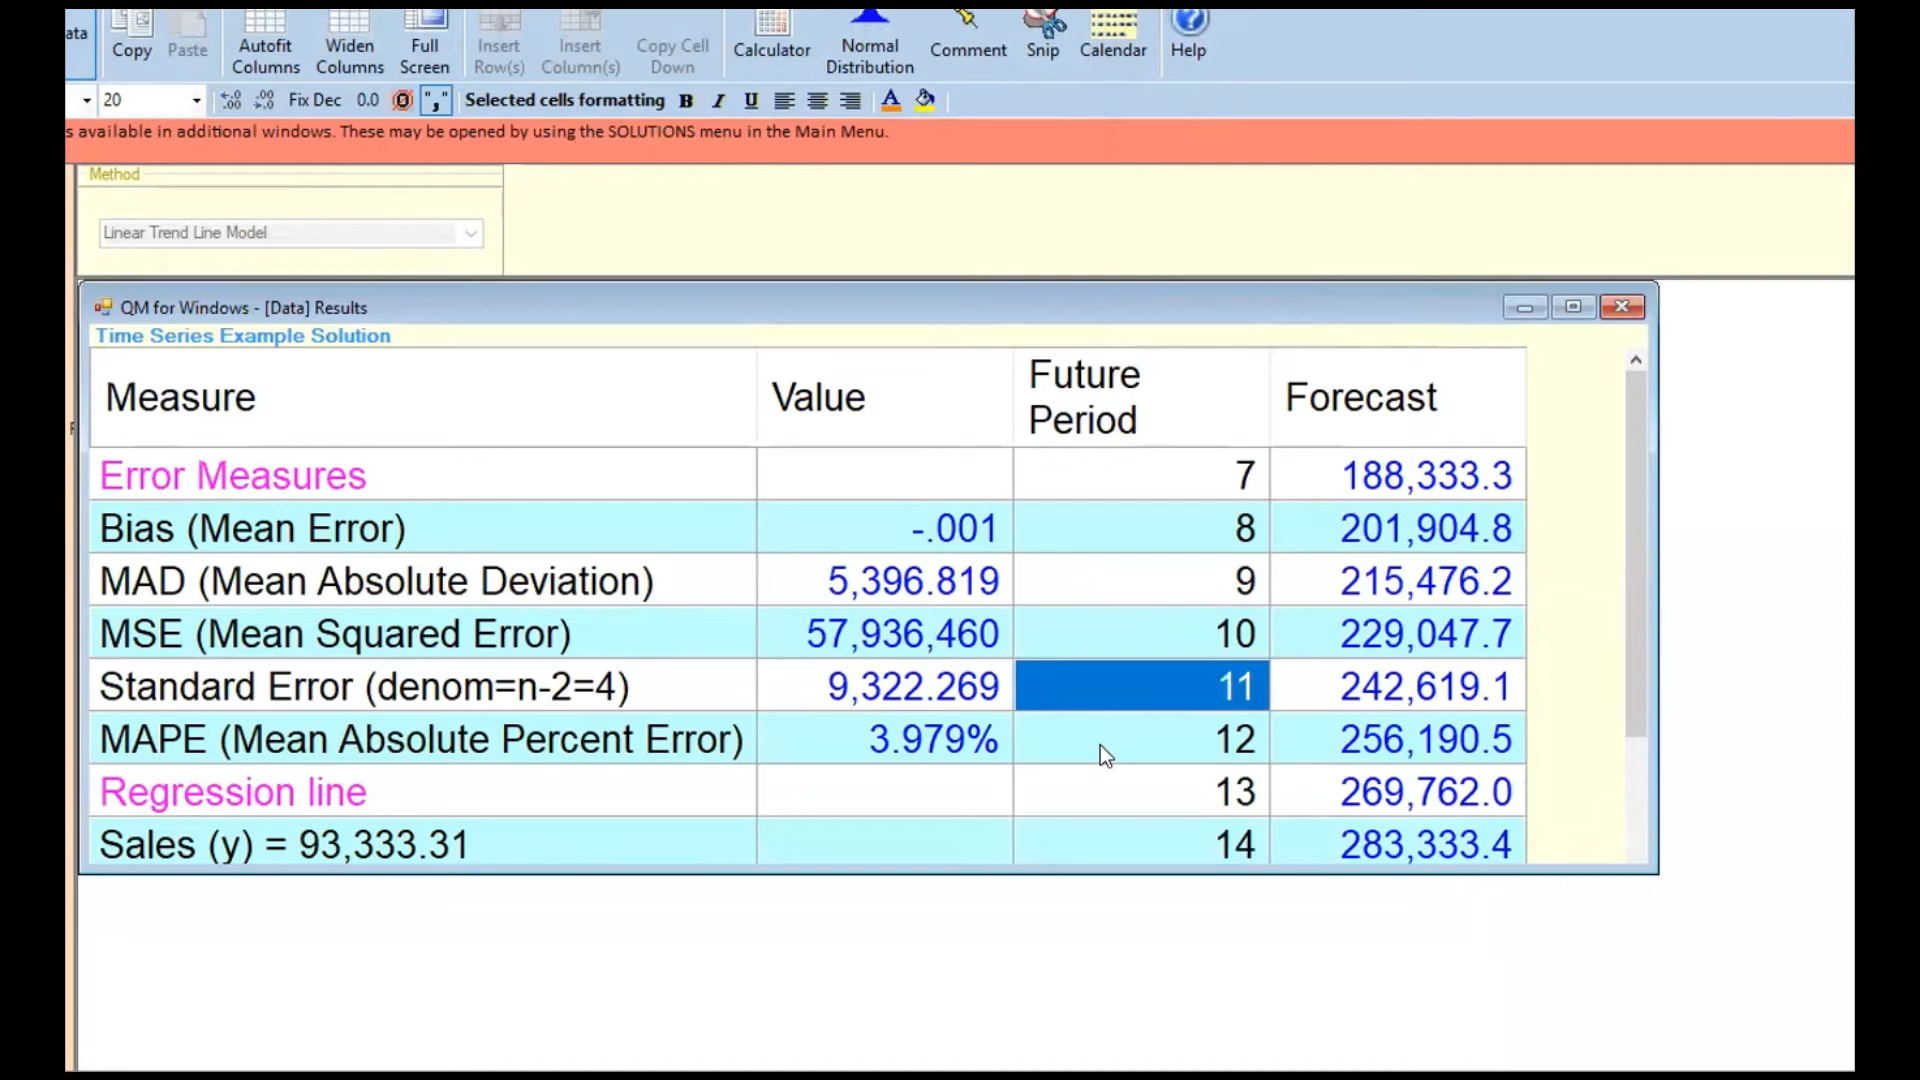 ata
Copy
Paste
Autofit
Columns
Widen
Columns
Full
Screen
Insert
Row(s)
Insert
Column(s)
Copy Cell
Down
Calculator
Normal
Distribution
Comment
Snip
Calendar
Help
20 Fix Dec 0.0 "," Selected cells formatting B I U A
s available in additional windows. These may be opened by using the SOLUTIONS menu in the Main Menu.
Method
Linear Trend Line Model
QM for Windows - [Data] Results
Time Series Example Solution
Measure Value Future Period Forecast
Error Measures 7 188,333.3
Bias (Mean Error) -.001 8 201,904.8
MAD (Mean Absolute Deviation) 5,396.819 9 215,476.2
MSE (Mean Squared Error) 57,936,460 10 229,047.7
Standard Error (denom=n-2=4) 9,322.269 11 242,619.1
MAPE (Mean Absolute Percent Error) 3.979% 12 256,190.5
Regression line 13 269,762.0
Sales (y) = 93,333.31 14 283,333.4